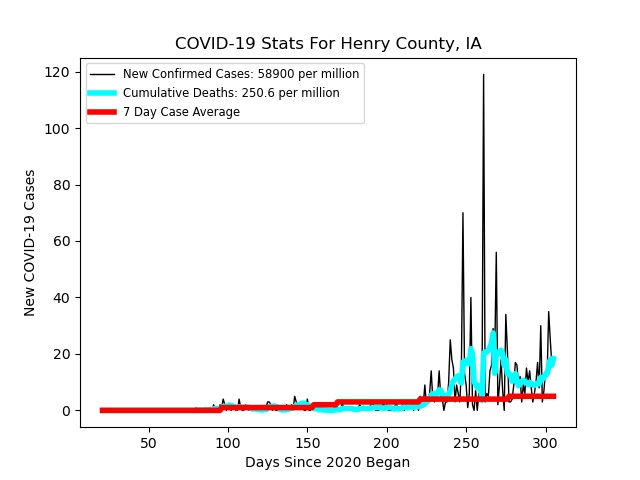 COVID-19 Stats For Henry County, IA
New Confirmed Cases: 58900 per million
Cumulative Deaths: 250.6 per million
7 Day Case Average
New COVID-19 Cases
120
100
80
60
40
20
0
50
100
150
200
250
300
Days Since 2020 Began